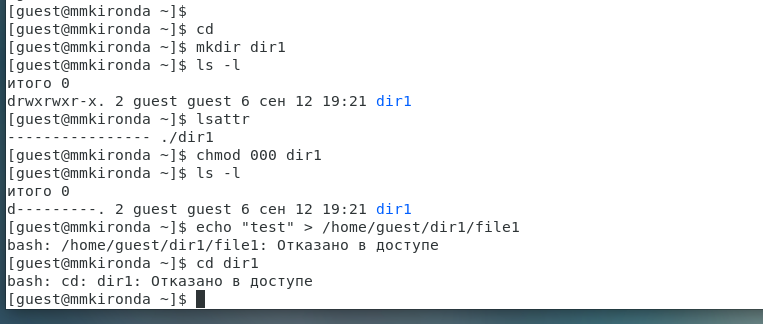 [guest@mmkironda ~]$
[guest@mmkironda ~]$ cd
[guest@mmkironda ~]$ mkdir dir1
[guest@mmkironda ~]$ ls -l
итого 0
drwxrwxr-x. 2 guest guest 6 сен 12 19:21 dir1
[guest@mmkironda ~]$ lsattr
---------------- ./dir1
[guest@mmkironda ~]$ chmod 000 dir1
[guest@mmkironda ~]$ ls -l
итого 0
d---------. 2 guest guest 6 сен 12 19:21 dir1
[guest@mmkironda ~]$ echo "test" > /home/guest/dir1/file1
bash: /home/guest/dir1/file1: Отказано в доступе
[guest@mmkironda ~]$ cd dir1
bash: cd: dir1: Отказано в доступе
[guest@mmkironda ~]$